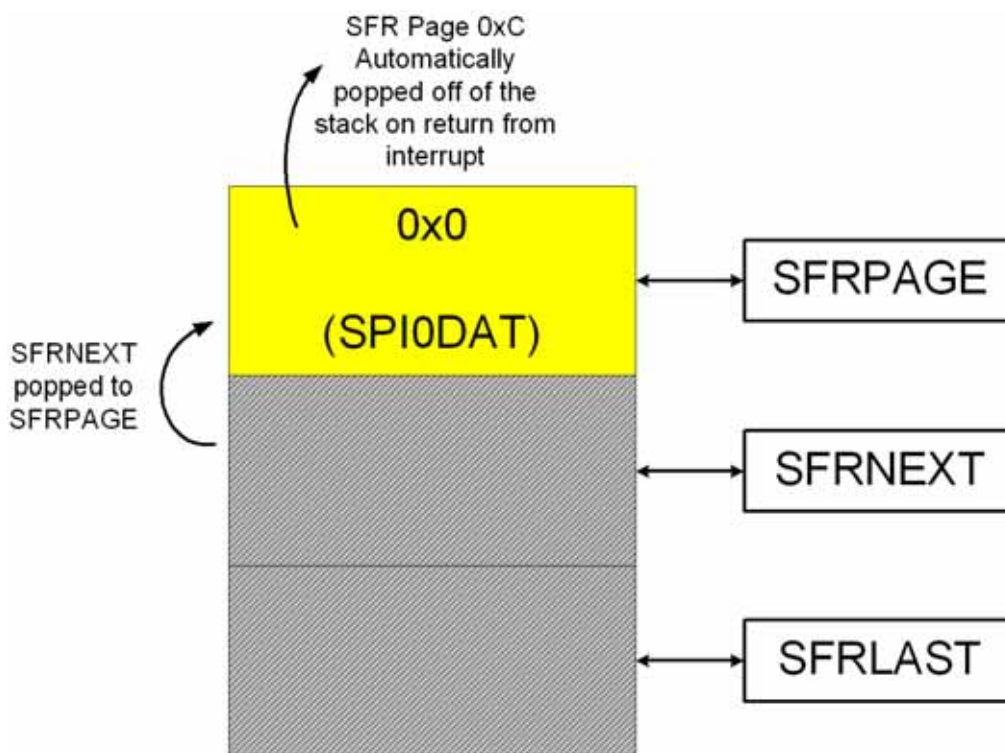 SFR Page 0xC
Automatically
popped off of the
stack on return from
interrupt
0x0
(SPI0DAT)
SFRPAGE
SFRNEXT
popped to
SFRPAGE
SFRNEXT
SFRLAST